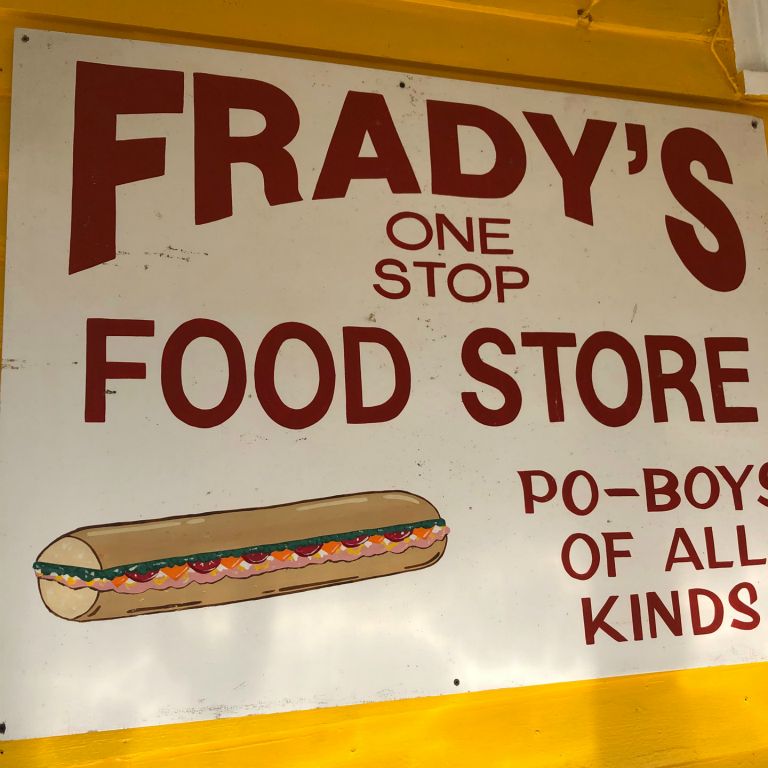 FRADY'S
ONE
STOP
FOOD STORE
PO-BOYS
OF ALL
KINDS